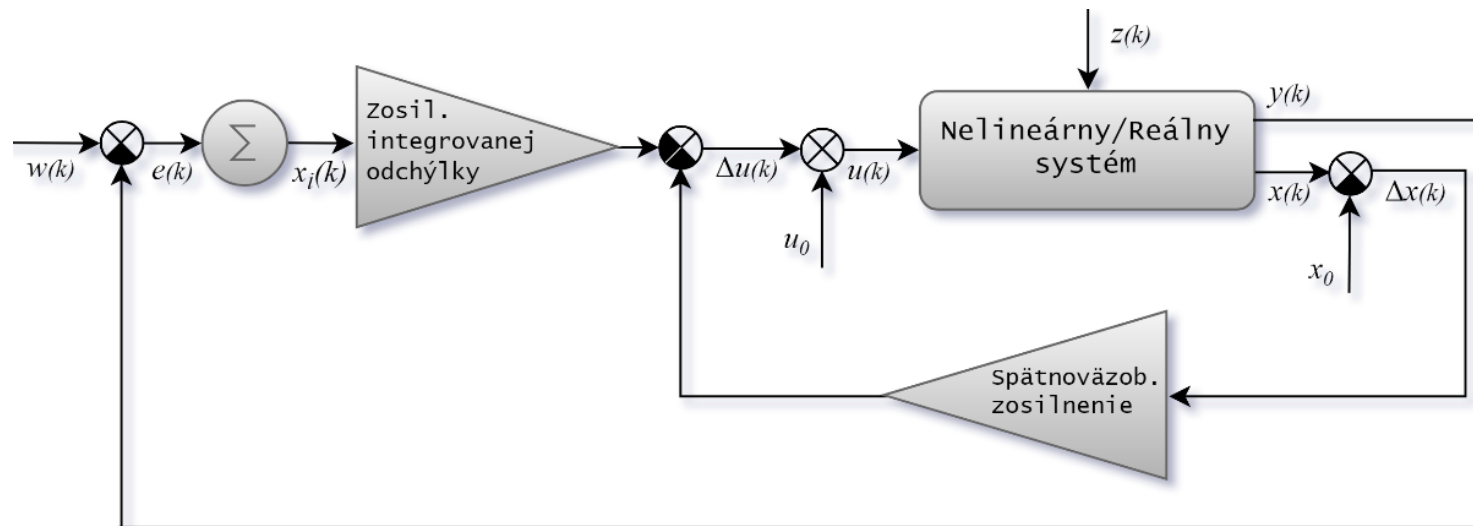 z(k)
y(k)
Zosil.
integrovanej
odchýlky
Nelineárny/Reálny
systém
w(k)
e(k)
Σ
xi(k)
Δu(k)
u(k)
x(k)
Δx(k)
u0
x0
Spätnoväzob.
zosilnenie